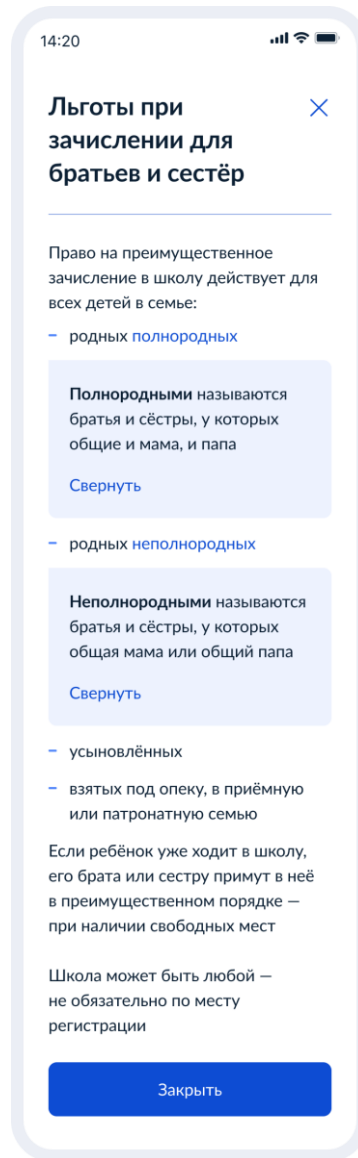 14:20
Льготы при
зачислении для
братьев и сестёр
Право на преимущественное
зачисление в школу действует для
всех детей в семье:
– родных полнородных
Полнородными называются
братья и сёстры, у которых
общие и мама, и папа
Свернуть
– родных неполнородных
Неполнородными называются
братья и сёстры, у которых
общая мама или общий папа
Свернуть
– усыновлённых
– взятых под опеку, в приёмную
или патронатную семью
Если ребёнок уже ходит в школу,
его брата или сестру примут в неё
в преимущественном порядке —
при наличии свободных мест
Школа может быть любой —
не обязательно по месту
регистрации
Закрыть